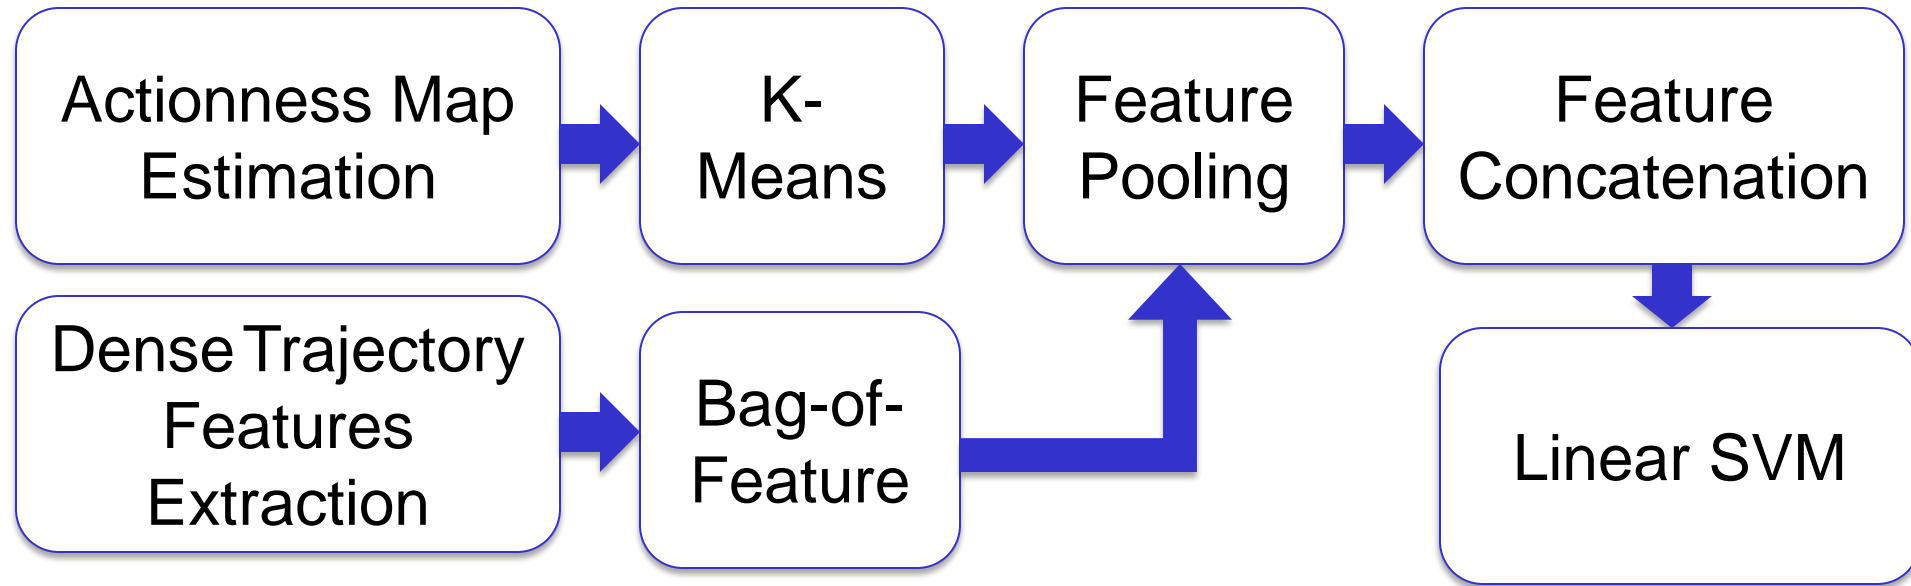 Actionness Map
Estimation
K-
Means
Feature
Pooling
Feature
Concatenation
Dense Trajectory
Features
Extraction
Bag-of-
Feature
Linear SVM